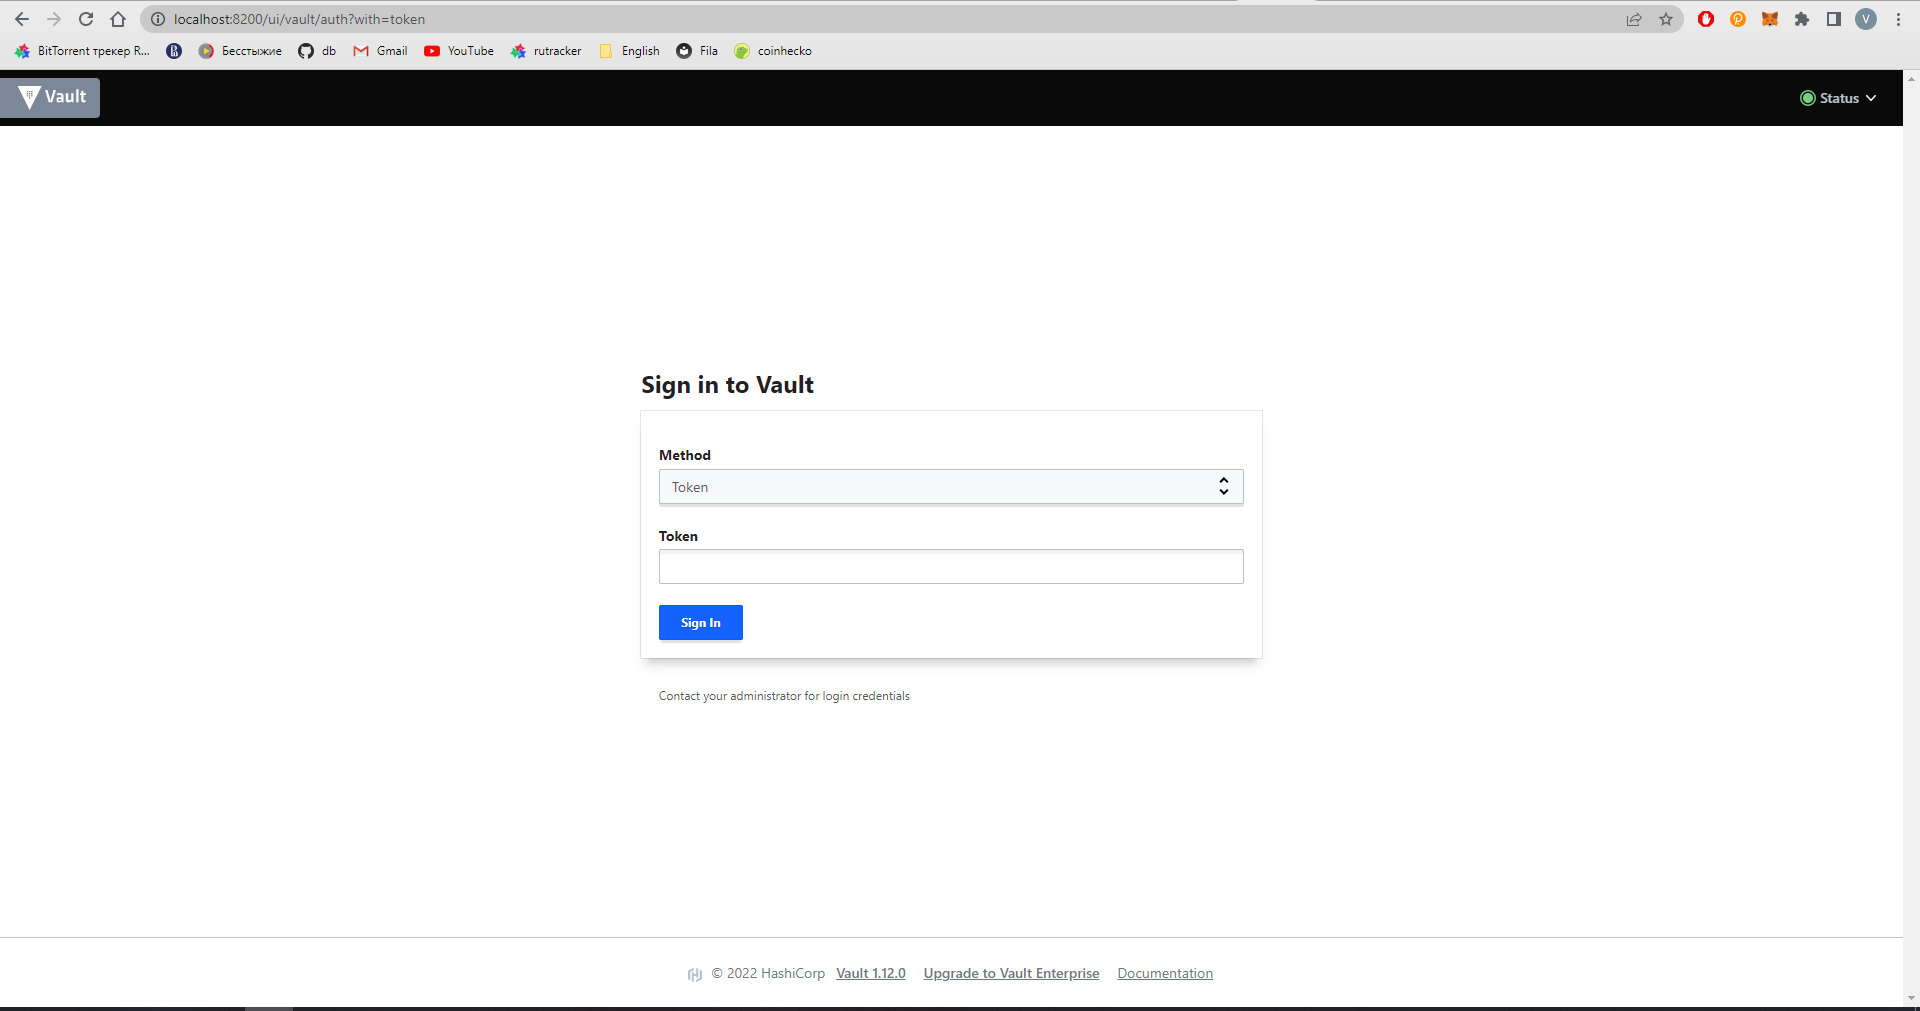 localhost:8200/ui/vault/auth?with=token
V
BitTorrent трекер R... Бесстыжие db Gmail YouTube rutracker English Fila coinhecko
Vault
Status
Sign in to Vault
Method
Token
Token
Sign In
Contact your administrator for login credentials
© 2022 HashiCorp Vault 1.12.0 Upgrade to Vault Enterprise Documentation